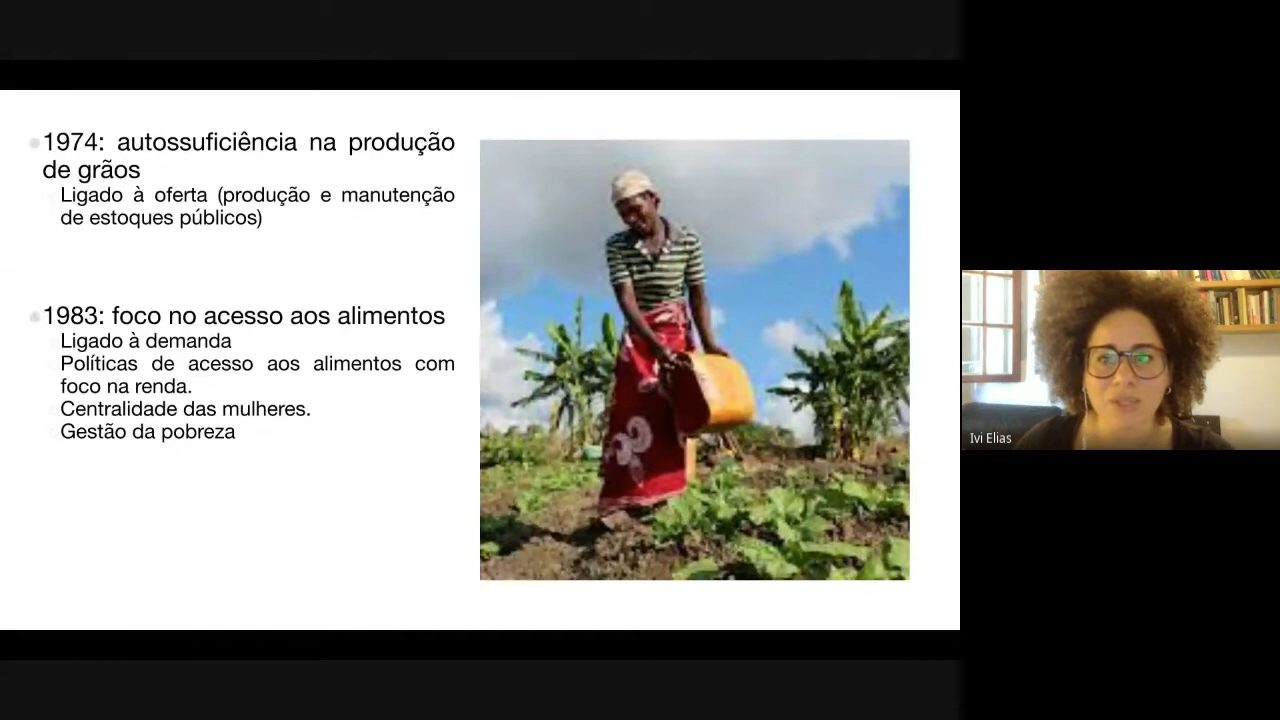 1974: autossuficiência na produção
de grãos
Ligado à oferta (produção e manutenção
de estoques públicos)
1983: foco no acesso aos alimentos
Ligado à demanda
Políticas de acesso aos alimentos com
foco na renda.
Centralidade das mulheres.
Gestão da pobreza
Ivi Elias